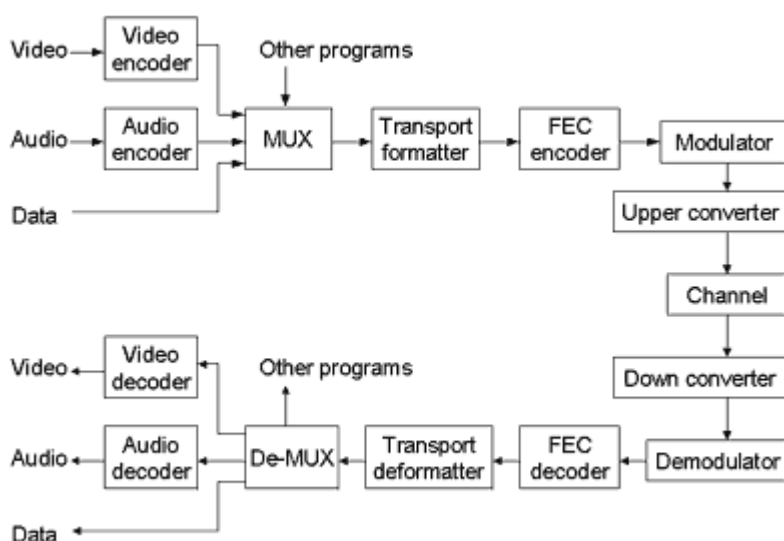 Video
Video
encoder
Other programs
Audio
Audio
encoder
MUX
Transport
formatter
FEC
encoder
Modulator
Data
Upper converter
Channel
Video
Video
decoder
Other programs
Down converter
Audio
Audio
decoder
De-MUX
Transport
deformatter
FEC
decoder
Demodulator
Data